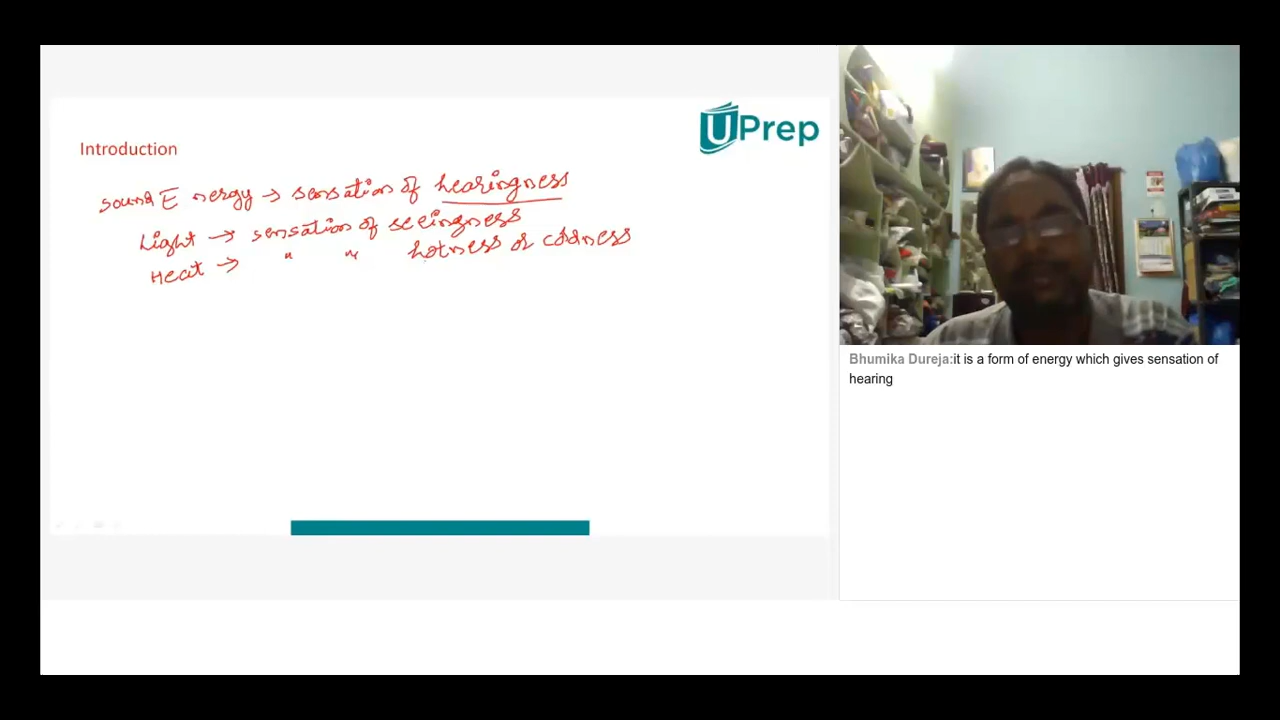 UPrep
Introduction
sound Energy → sensation of hearingness
Light → sensation of seeingness
Heat → " " hotness or coldness
Bhumika Dureja:it is a form of energy which gives sensation of
hearing